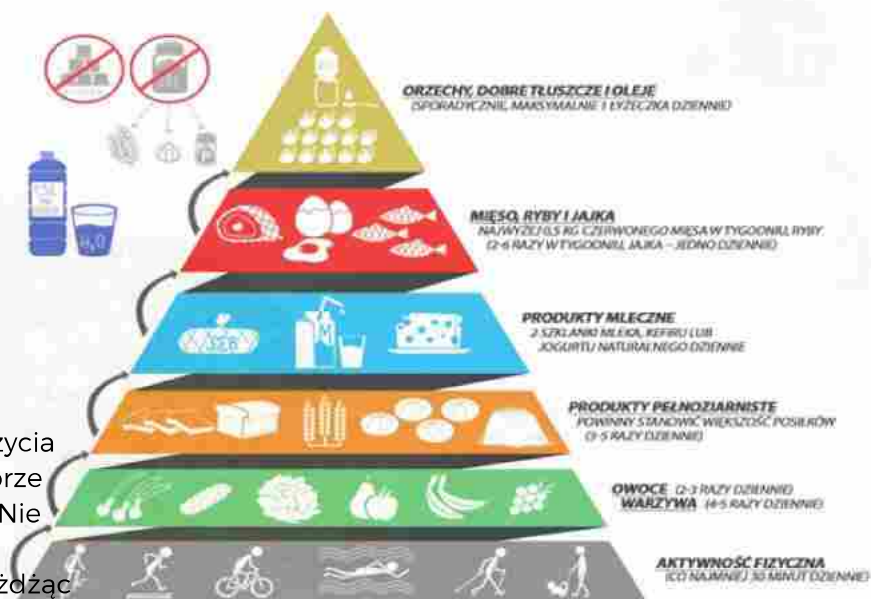 ORZECHY, DOBRE TŁUSZCZE I OLEJE
(SPORADYCZNIE, MAKSYMALNIE 1 ŁYŻECZKA DZIENNIE)
H₂O
MIĘSO, RYBY I JAJKA
NAJWYŻEJ 0,5 KG CZERWONEGO MIĘSA W TYGODNIU, RYBY
(2-6 RAZY W TYGODNIU, JAJKA – JEDNO DZIENNIE)
PRODUKTY MLECZNE
2 SZKLANKI MLEKA, KEFIRU LUB
JOGURTU NATURALNEGO DZIENNIE
SER
M
PRODUKTY PEŁNOZIARNISTE
POWINNY STANOWIĆ WIĘKSZOŚĆ POSIŁKÓW
(3-5 RAZY DZIENNIE)
OWOCE (2-3 RAZY DZIENNIE)
WARZYWA (4-5 RAZY DZIENNIE)
AKTYWNOŚĆ FIZYCZNA
(CO NAJMNIEJ 30 MINUT DZIENNIE)
życia
orze
Nie
żdżąc